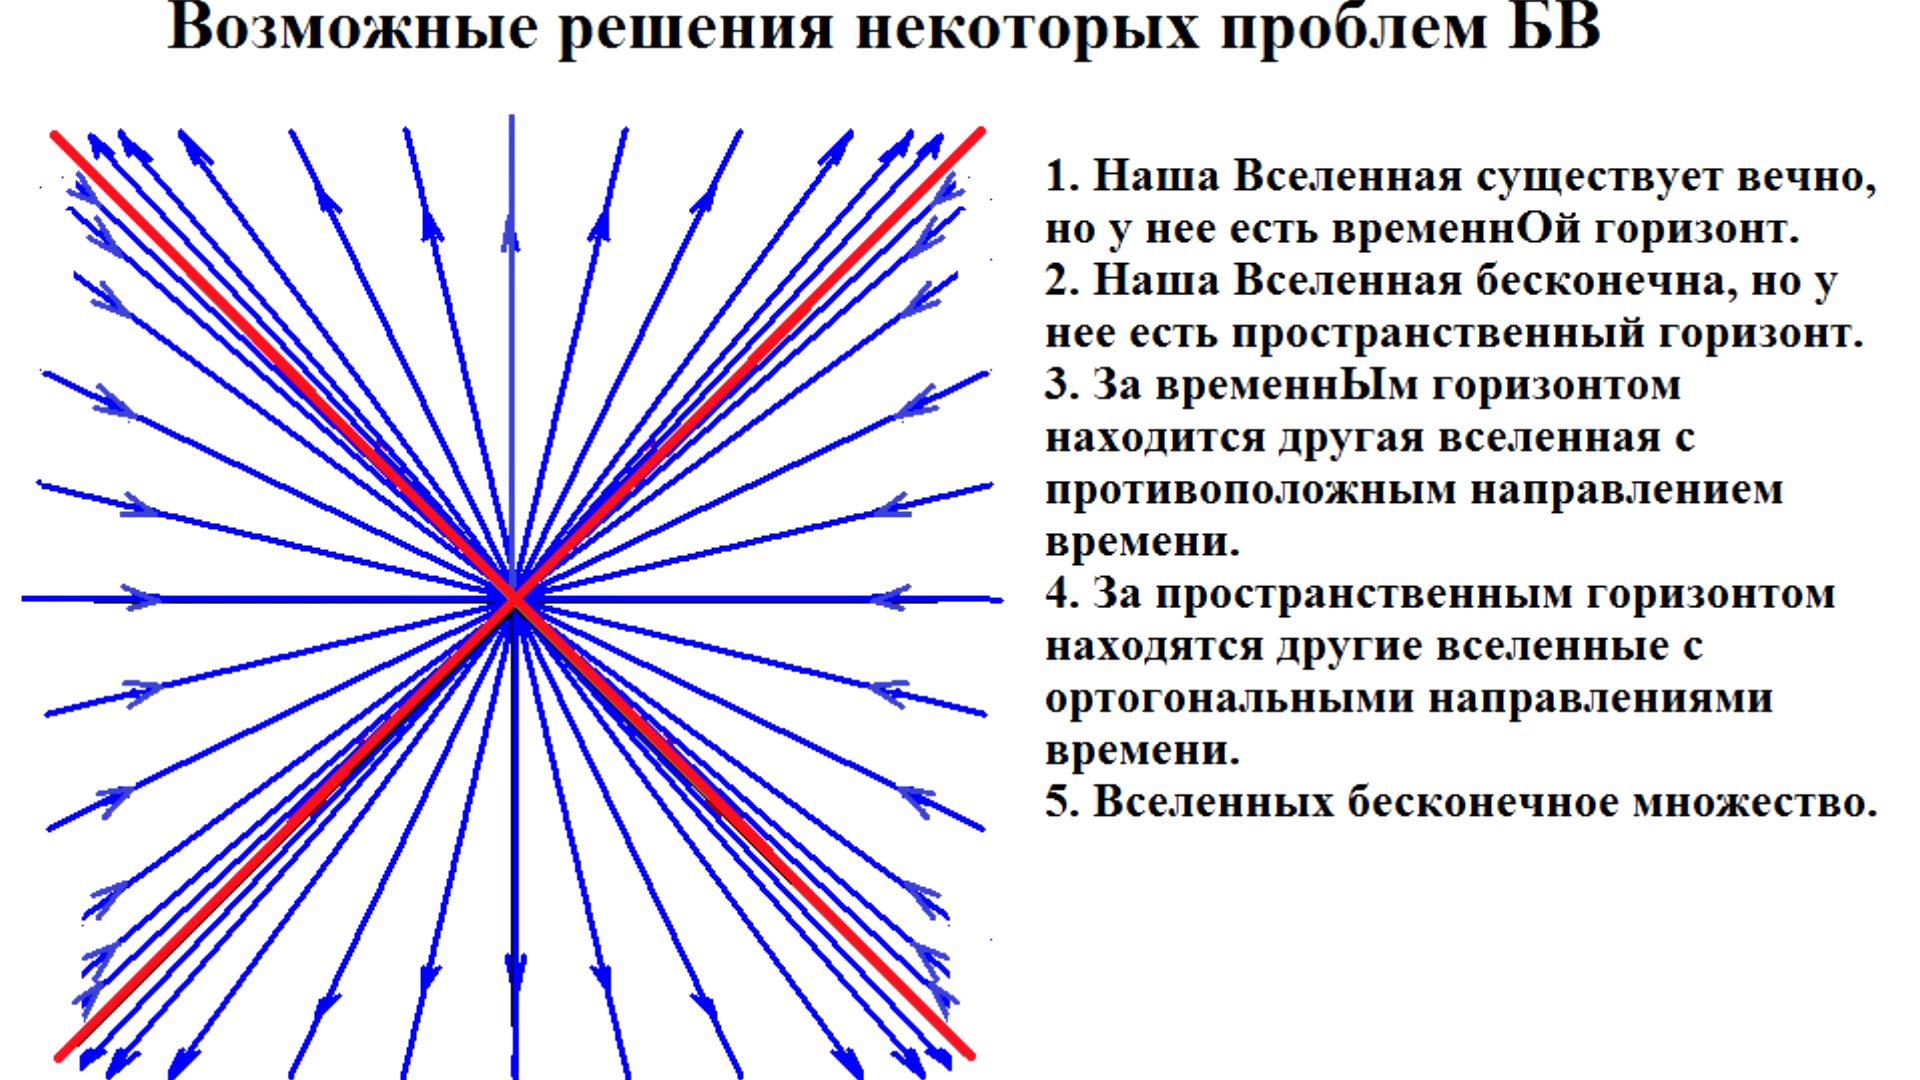 Возможные решения некоторых проблем БВ
1. Наша Вселенная существует вечно,
но у нее есть временнОй горизонт.
2. Наша Вселенная бесконечна, но у
нее есть пространственный горизонт.
3. За временнЫм горизонтом
находится другая вселенная с
противоположным направлением
времени.
4. За пространственным горизонтом
находятся другие вселенные с
ортогональными направлениями
времени.
5. Вселенных бесконечное множество.